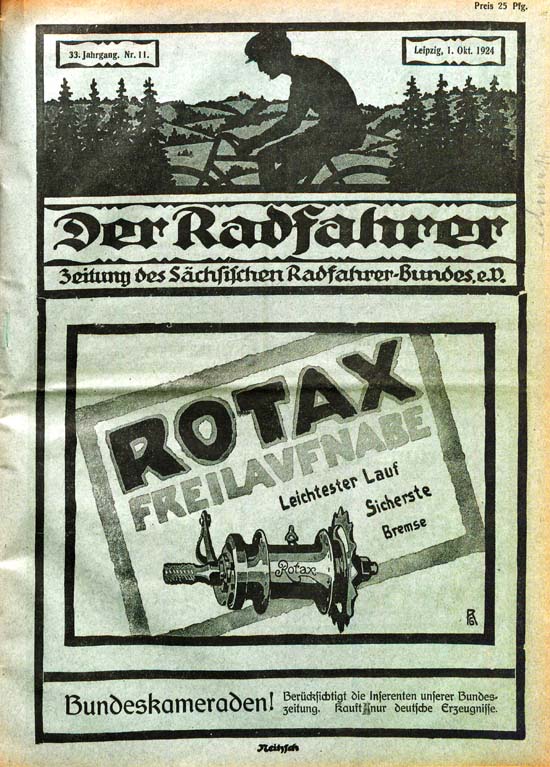 Preis 25 Pfg.
33. Jahrgang. Nr. 11.
Leipzig, 1. Okt. 1924
Der Radfahrer
Zeitung des Sächsischen Radfahrer-Bundes, e.V.
ROTAX
FREILAVFNABE
Leichtester Lauf
Sicherste
Bremse
Rotax
Bundeskameraden!
Berücksichtigt die Inserenten unserer Bundes-
zeitung. Kauft nur deutsche Erzeugnisse.